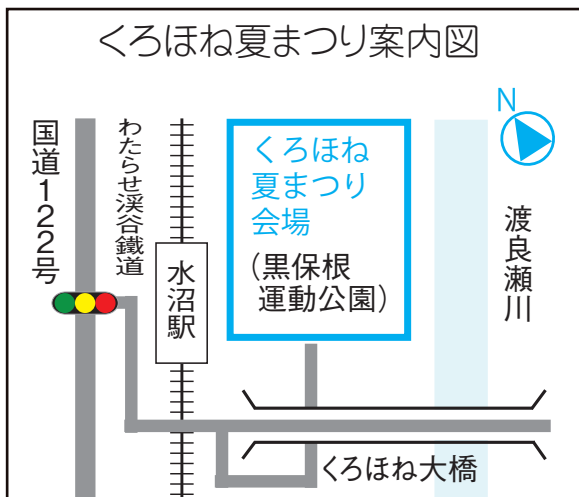 くろほね夏まつり案内図
N
国道122号
わたらせ渓谷鐵道
水沼駅
くろほね
夏まつり
会場
(黒保根
運動公園)
渡良瀬川
くろほね大橋